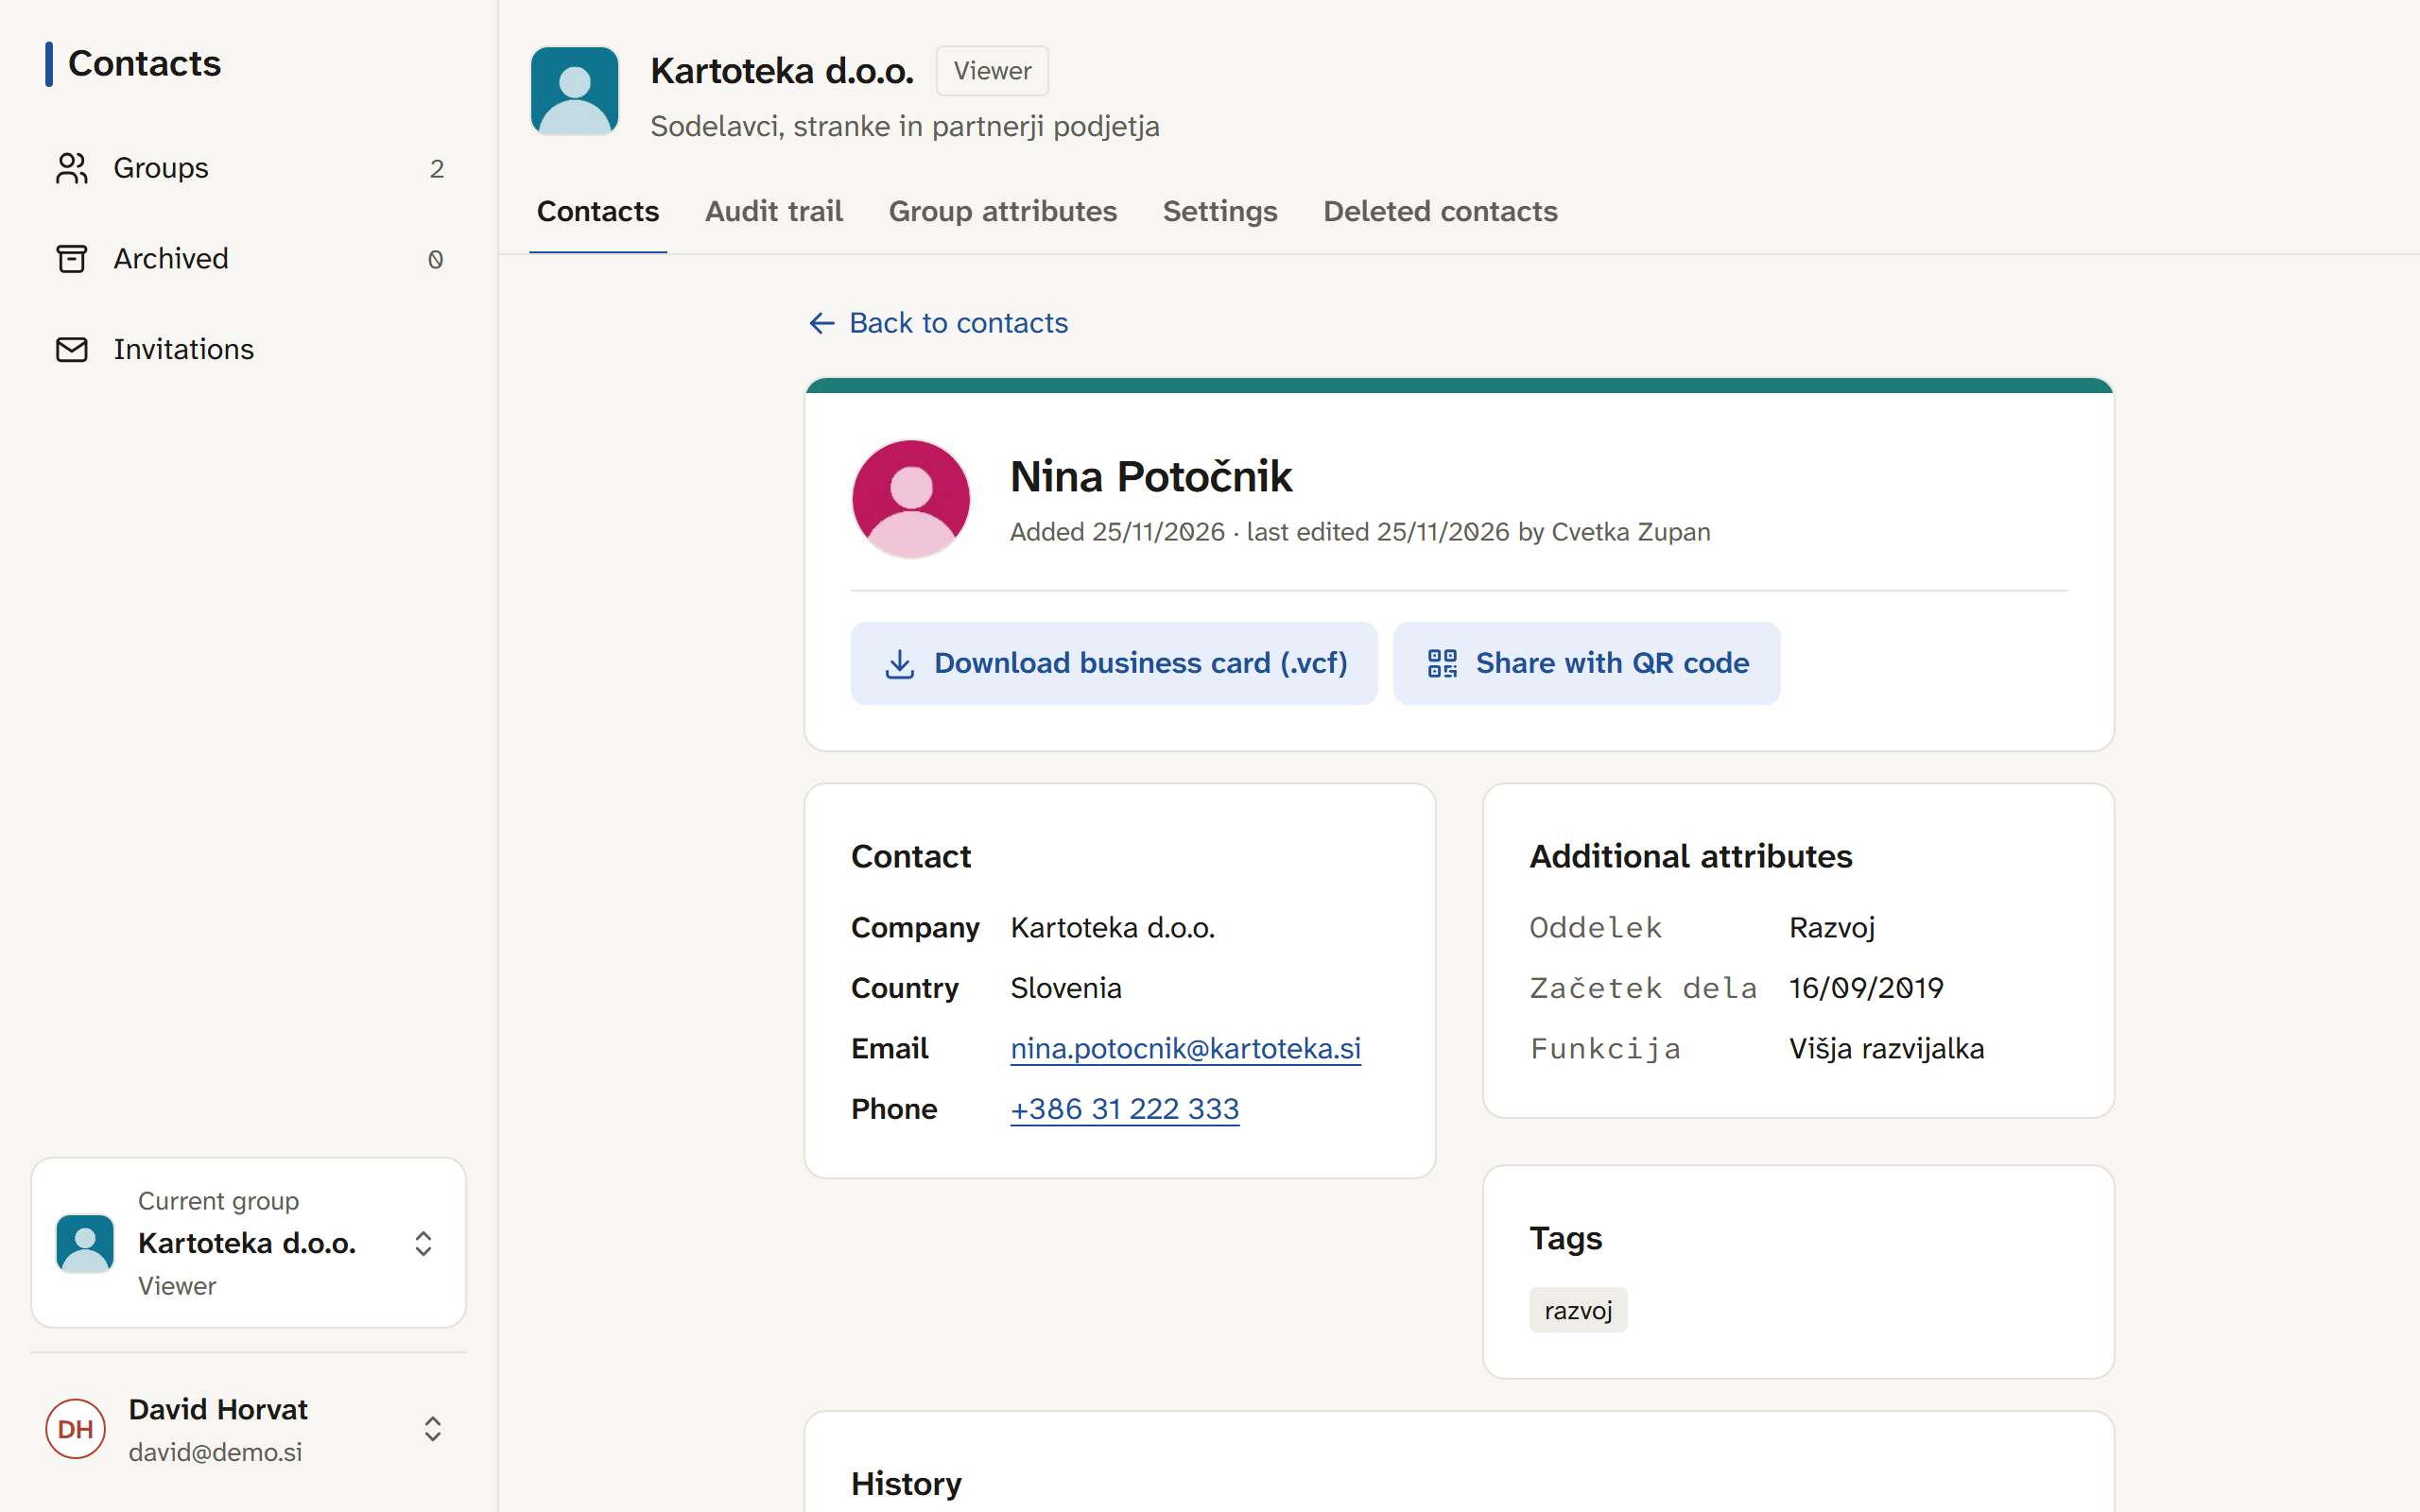 Contacts
Groups 2
Archived 0
Invitations
Current group
Kartoteka d.o.o.
Viewer
DH
David Horvat
david@demo.si
Kartoteka d.o.o. Viewer
Sodelavci, stranke in partnerji podjetja
Contacts Audit trail Group attributes Settings Deleted contacts
Back to contacts
Nina Potočnik
Added 25/11/2026 · last edited 25/11/2026 by Cvetka Zupan
Download business card (.vcf) Share with QR code
Contact
Company Kartoteka d.o.o.
Country Slovenia
Email nina.potocnik@kartoteka.si
Phone +386 31 222 333
Additional attributes
Oddelek Razvoj
Začetek dela 16/09/2019
Funkcija Višja razvijalka
Tags
razvoj
History